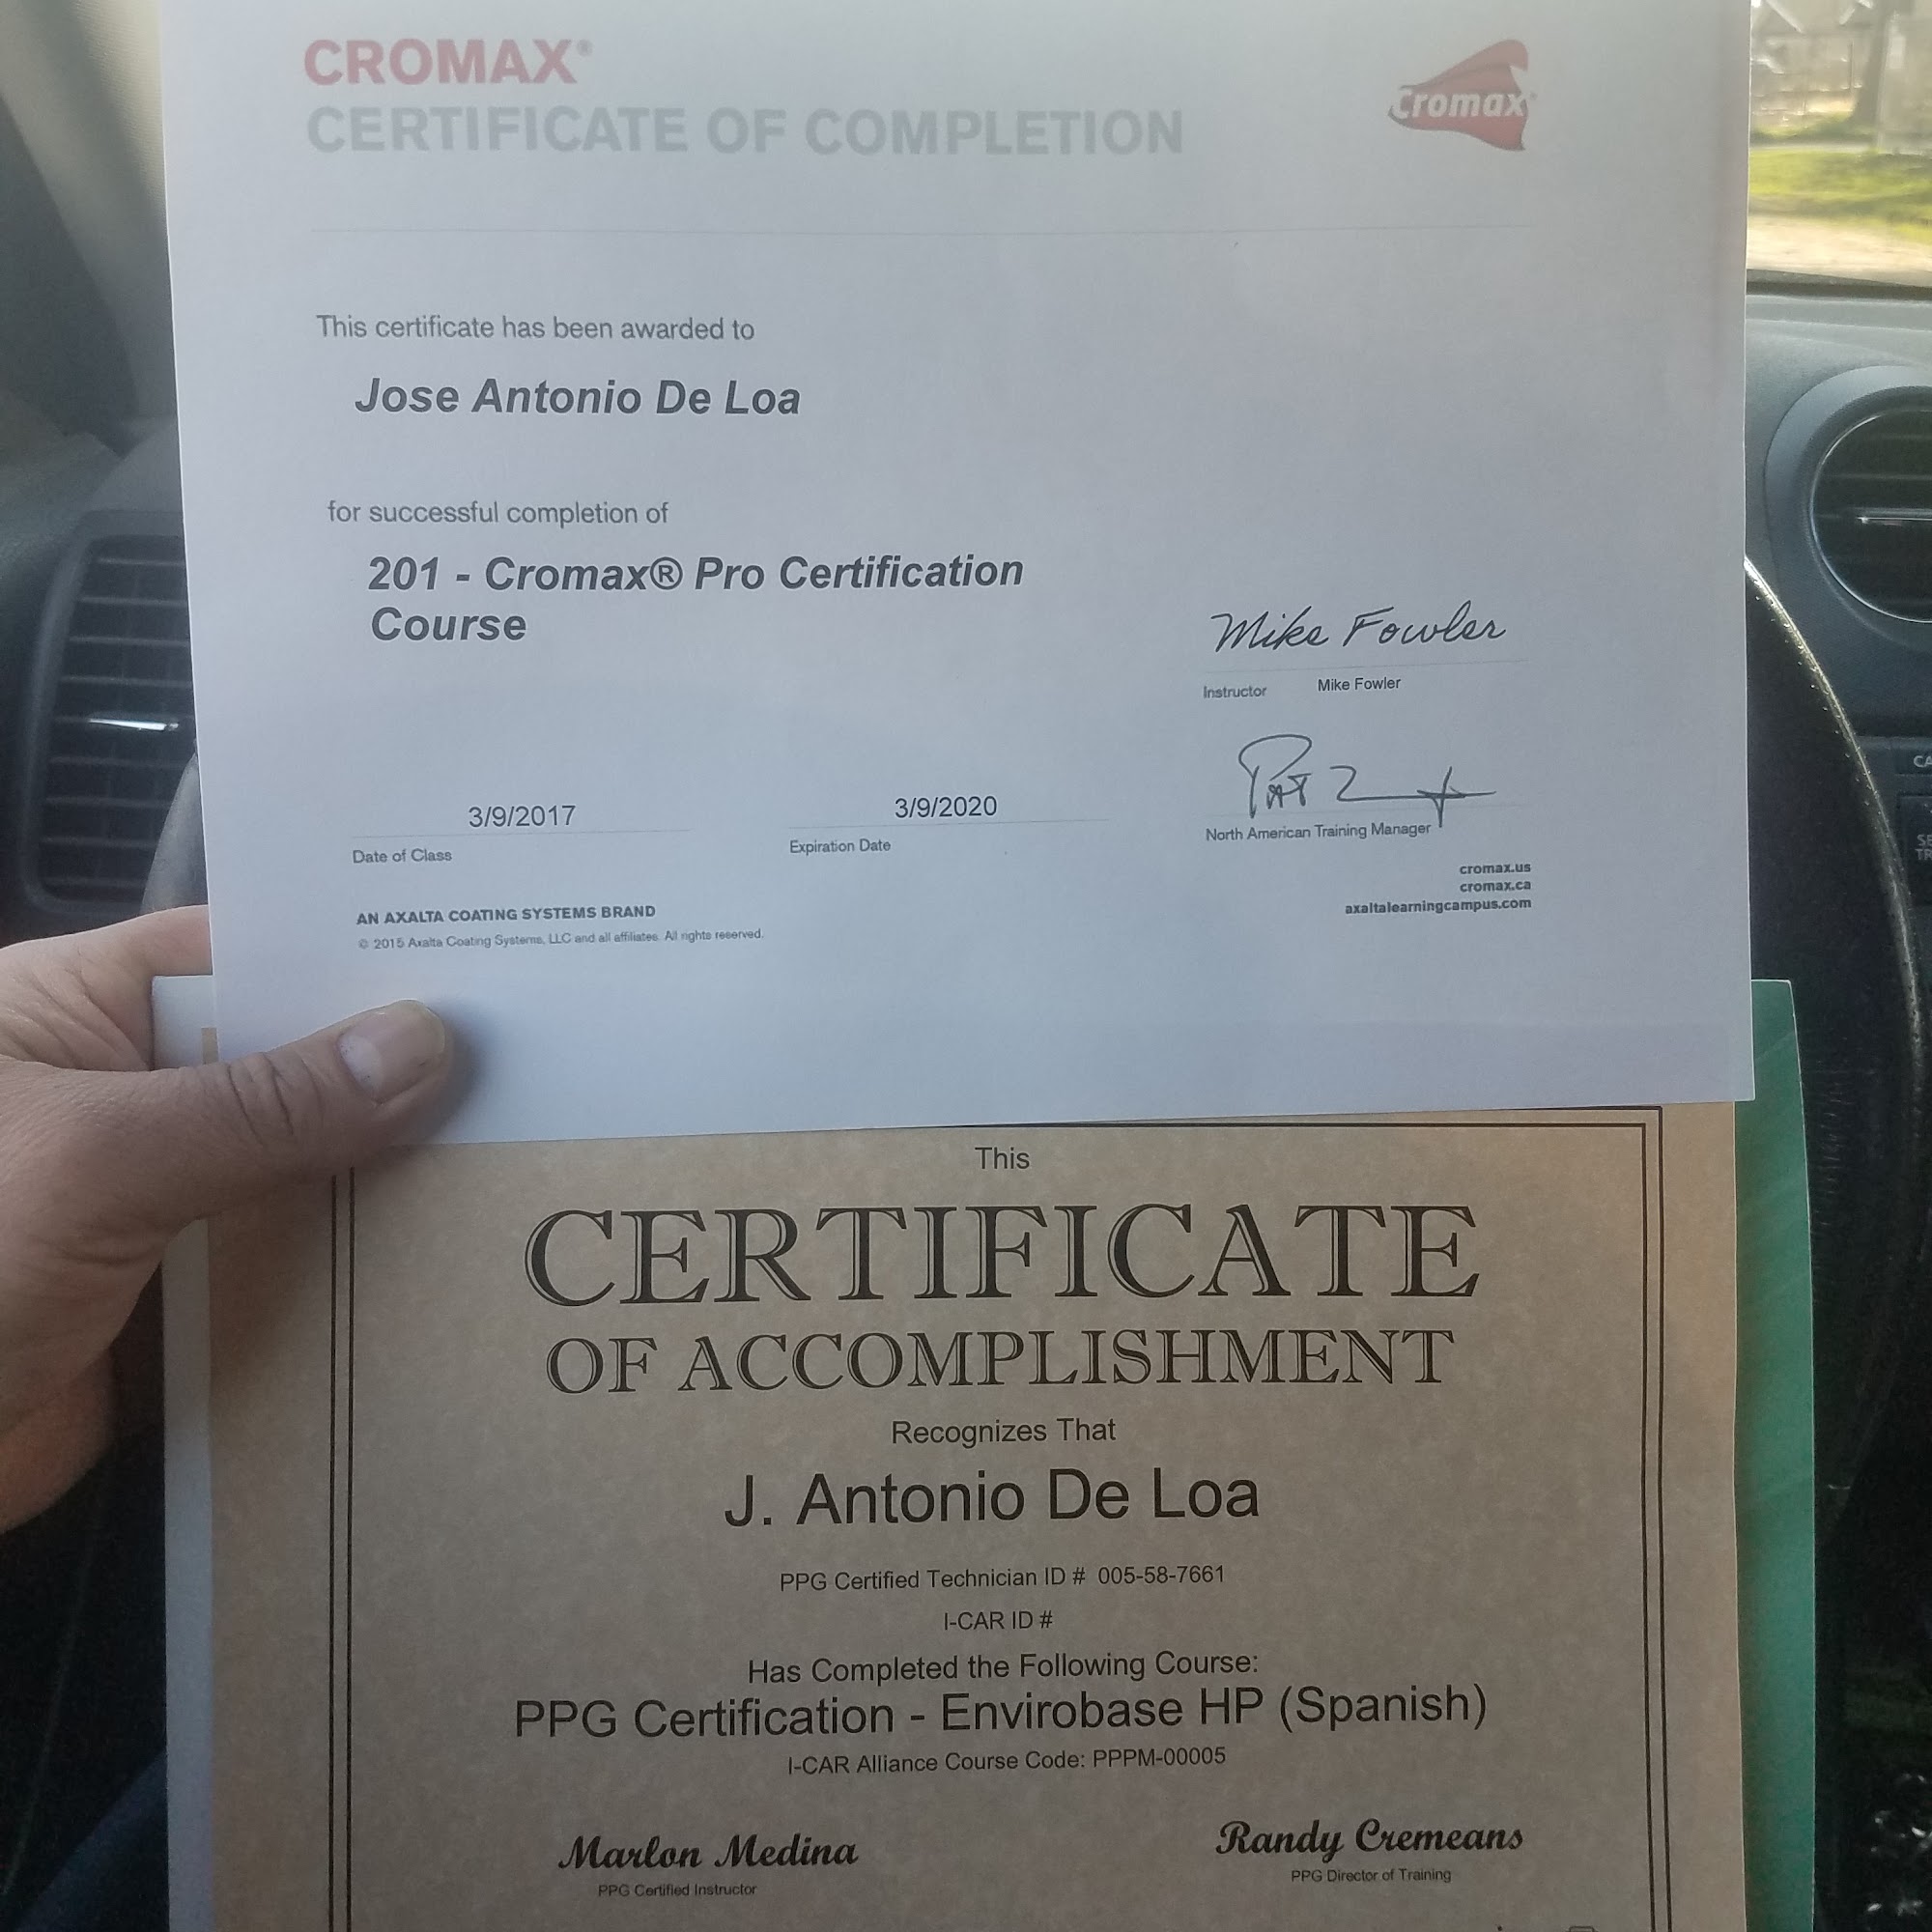 CROMAX®
CERTIFICATE OF COMPLETION
Cromax®
This certificate has been awarded to
Jose Antonio De Loa
for successful completion of
201 - Cromax® Pro Certification
Course
Mike Fowler
Instructor Mike Fowler
3/9/2017
Date of Class
3/9/2020
Expiration Date
North American Training Manager
cromax.us
cromax.ca
axaltalearningcampus.com
AN AXALTA COATING SYSTEMS BRAND
© 2015 Axalta Coating Systems, LLC and all affiliates. All rights reserved.
This
CERTIFICATE
OF ACCOMPLISHMENT
Recognizes That
J. Antonio De Loa
PPG Certified Technician ID # 005-58-7661
I-CAR ID #
Has Completed the Following Course:
PPG Certification - Envirobase HP (Spanish)
I-CAR Alliance Course Code: PPPM-00005
Marlon Medina
PPG Certified Instructor
Randy Cremeans
PPG Director of Training